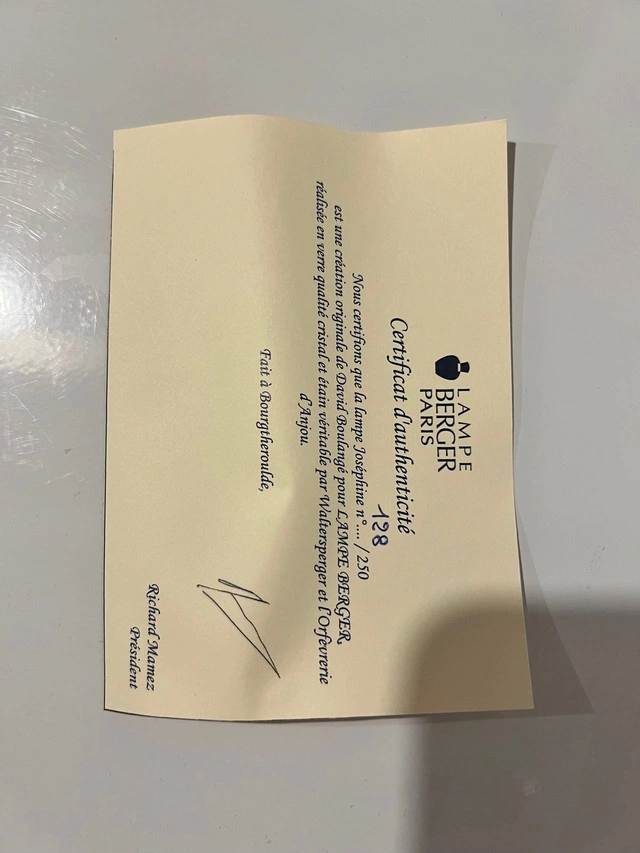 LAMPE
BERGER
PARIS
Certificat d'authenticité
128
Nous certifions que la lampe Joséphine n°.... /250
est une création originale de David Boulangé pour LAMPE BERGER,
réalisée en verre qualité cristal et étain véritable par Waltersperger et l'Orfèvrerie
d'Anjou.
Fait à Bourgtheroulde,
Richard Mamez
Président